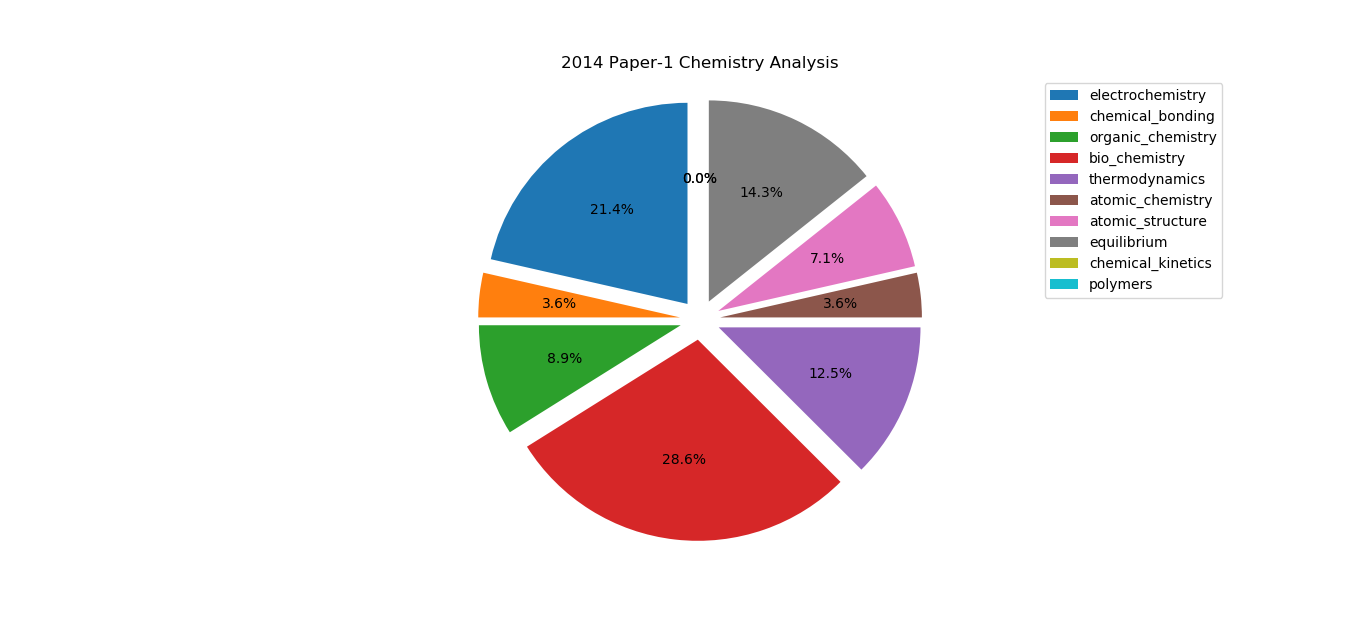 2014 Paper-1 Chemistry Analysis
electrochemistry
chemical_bonding
organic_chemistry
bio_chemistry
thermodynamics
atomic_chemistry
atomic_structure
equilibrium
chemical_kinetics
polymers
0.0%
14.3%
21.4%
7.1%
3.6%
3.6%
8.9%
12.5%
28.6%